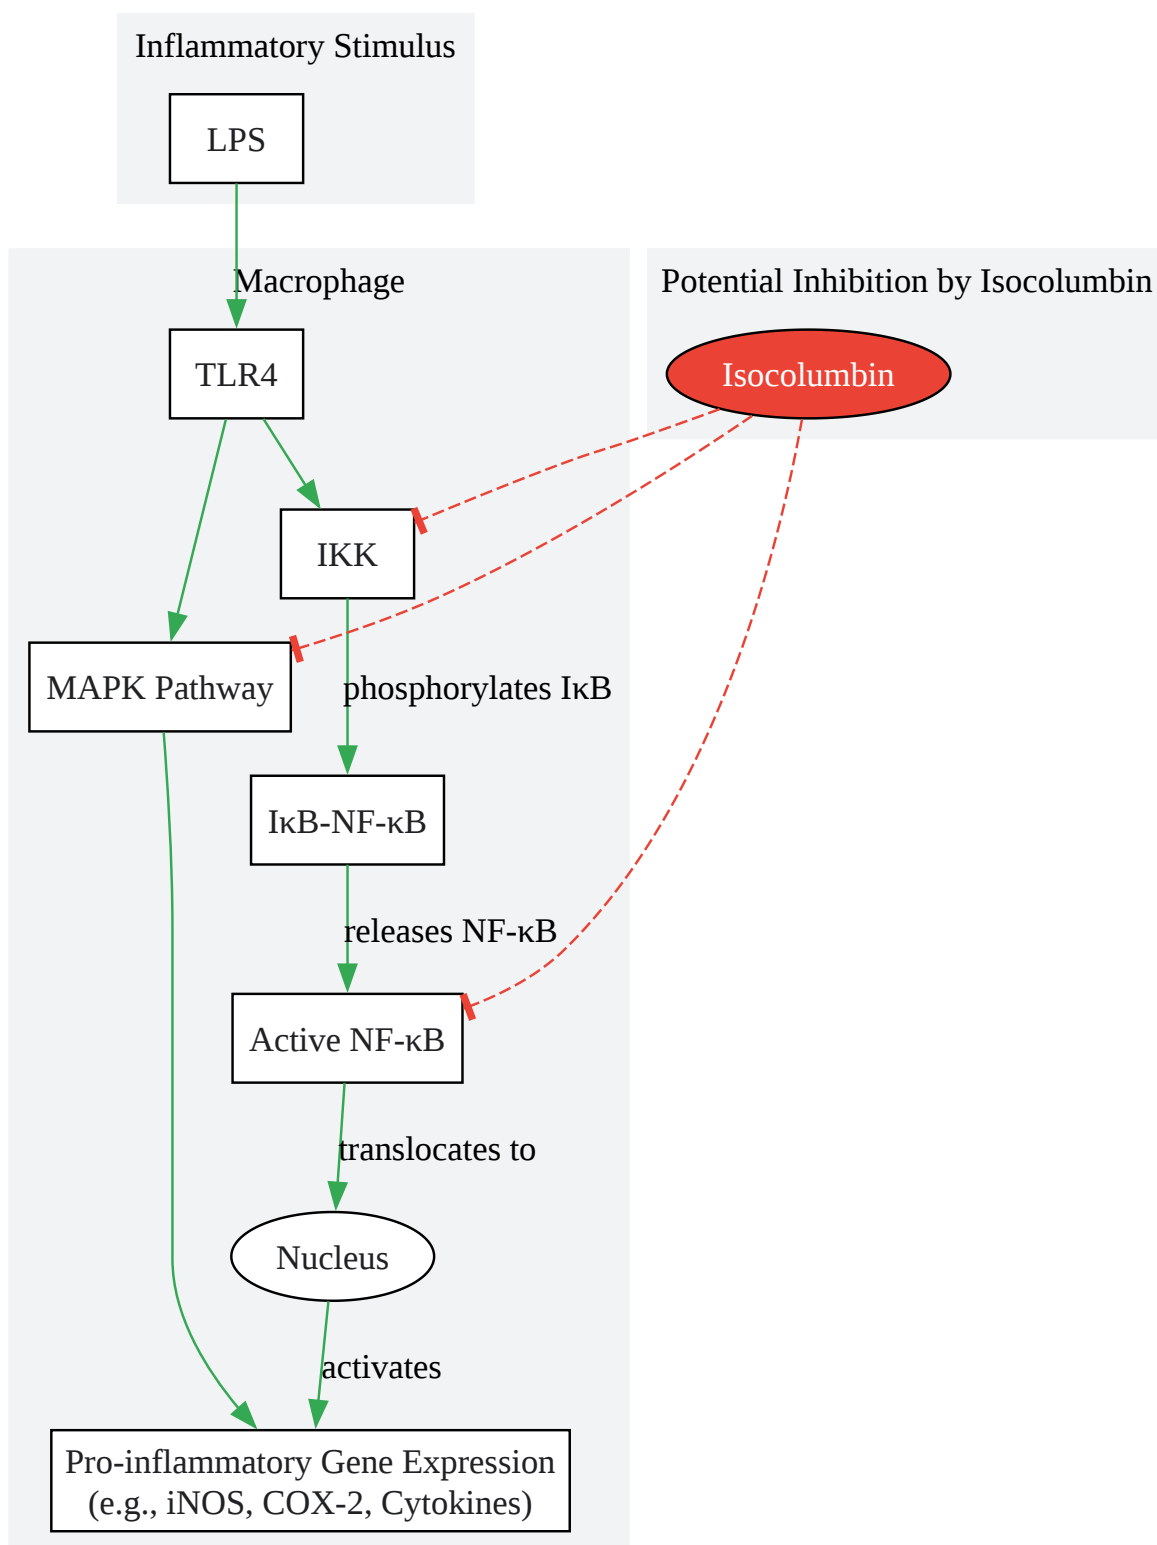 Inflammatory Stimulus
LPS
Macrophage
Potential Inhibition by Isocolumbin
TLR4
Isocolumbin
IKK
MAPK Pathway
phosphorylates IκB
IκB-NF-κB
releases NF-κB
Active NF-κB
translocates to
Nucleus
activates
Pro-inflammatory Gene Expression
(e.g., iNOS, COX-2, Cytokines)